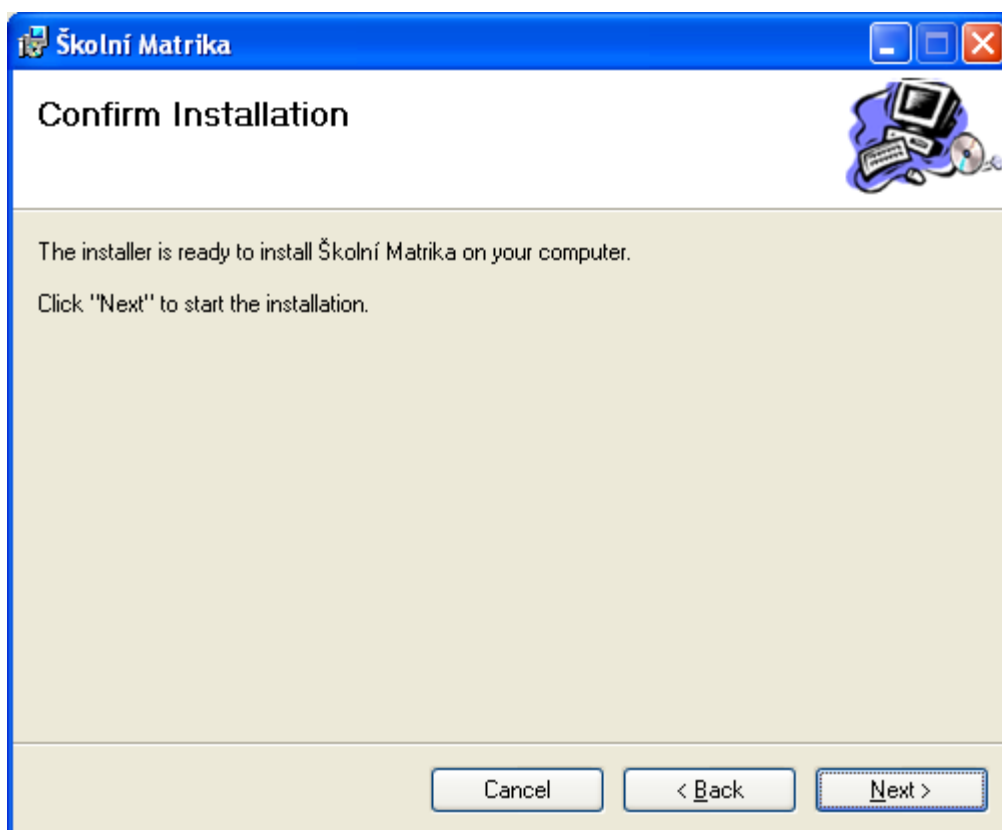 Školní Matrika
Confirm Installation
The installer is ready to install Školní Matrika on your computer.
Click "Next" to start the installation.
Cancel
< Back
Next >